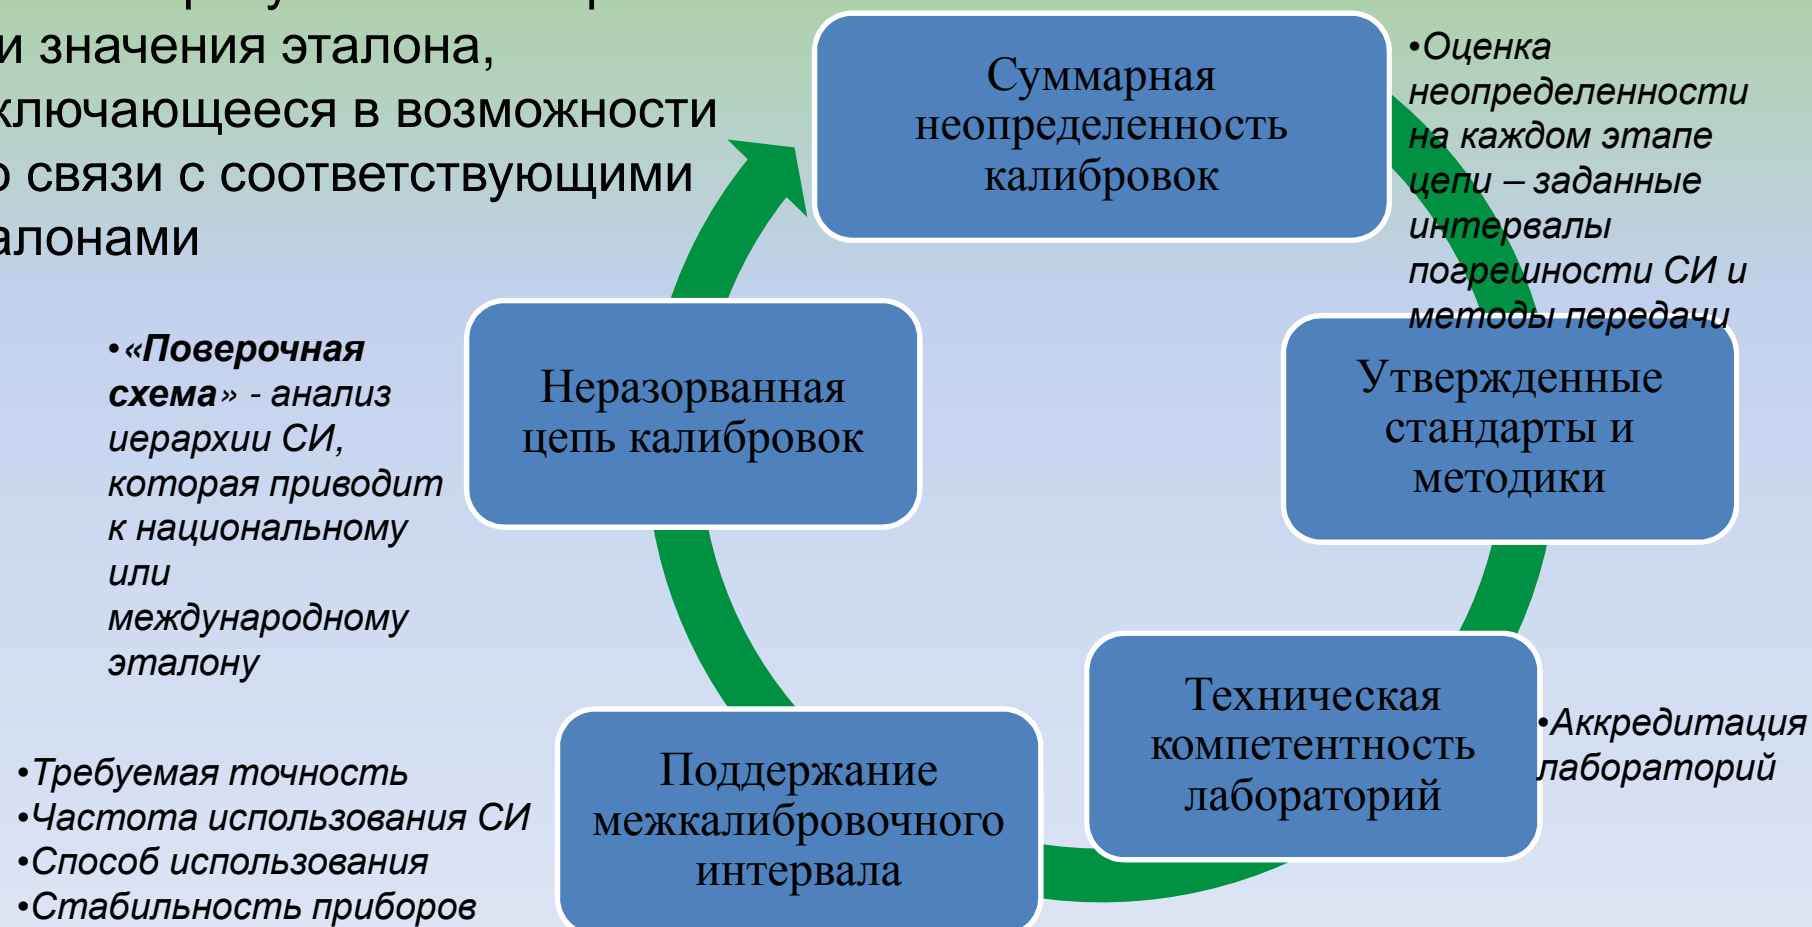 и значения эталона,
ключающееся в возможности
о связи с соответствующими
алонами
Суммарная
неопределенность
калибровок
•Оценка
неопределенности
на каждом этапе
цепи – заданные
интервалы
погрешности СИ и
методы передачи
•«Поверочная
схема» - анализ
иерархии СИ,
которая приводит
к национальному
или
международному
эталону
Неразорванная
цепь калибровок
Утвержденные
стандарты и
методики
Техническая
компетентность
лабораторий
•Аккредитация
лабораторий
Поддержание
межкалибровочного
интервала
•Требуемая точность
•Частота использования СИ
•Способ использования
•Стабильность приборов